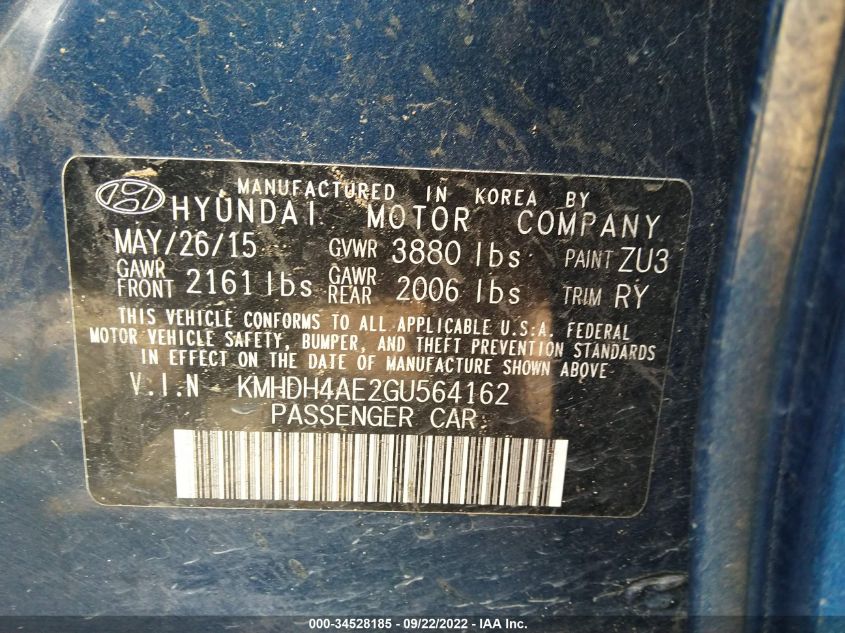 MANUFACTURED IN KOREA BY
HYUNDAI MOTOR COMPANY
MAY/26/15 GVWR 3880 lbs PAINT ZU3
GAWR FRONT 2161 lbs GAWR REAR 2006 lbs TRIM RY
THIS VEHICLE CONFORMS TO ALL APPLICABLE U.S.A. FEDERAL
MOTOR VEHICLE SAFETY, BUMPER, AND THEFT PREVENTION STANDARDS
IN EFFECT ON THE DATE OF MANUFACTURE SHOWN ABOVE
V.I.N KMHDH4AE2GU564162
PASSENGER CAR
000-34528185 - 09/22/2022 - IAA Inc.